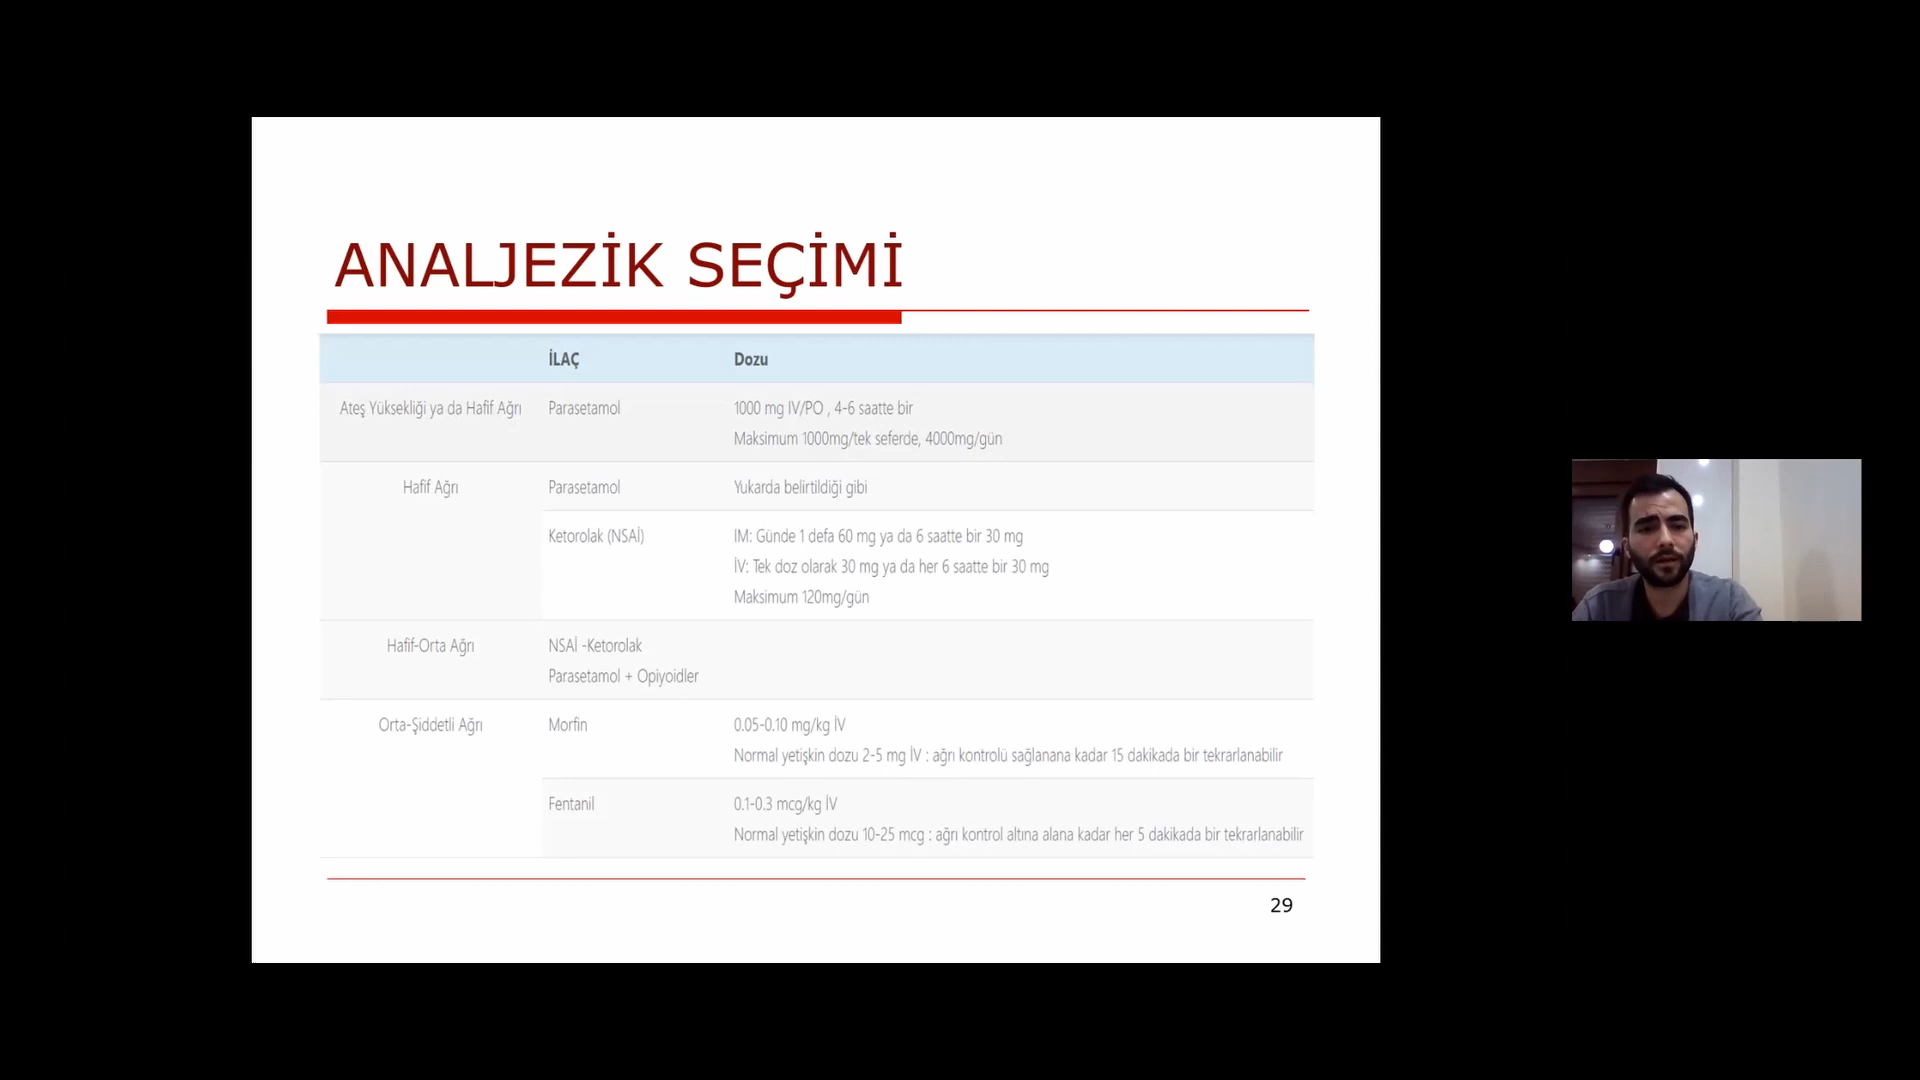 ANALJEZİK SEÇİMİ
İLAÇ Dozu
Ateş Yüksekliği ya da Hafif Ağrı Parasetamol 1000 mg IV/PO , 4-6 saatte bir
Maksimum 1000mg/tek seferde, 4000mg/gün
Hafif Ağrı Parasetamol Yukarda belirtildiği gibi
Ketorolak (NSAİ) IM: Günde 1 defa 60 mg ya da 6 saatte bir 30 mg
İV: Tek doz olarak 30 mg ya da her 6 saatte bir 30 mg
Maksimum 120mg/gün
Hafif-Orta Ağrı NSAİ -Ketorolak
Parasetamol + Opiyoidler
Orta-Şiddetli Ağrı Morfin 0.05-0.10 mg/kg İV
Normal yetişkin dozu 2-5 mg İV : ağrı kontrolü sağlanana kadar 15 dakikada bir tekrarlanabilir
Fentanil 0.1-0.3 mcg/kg İV
Normal yetişkin dozu 10-25 mcg : ağrı kontrol altına alana kadar her 5 dakikada bir tekrarlanabilir
29